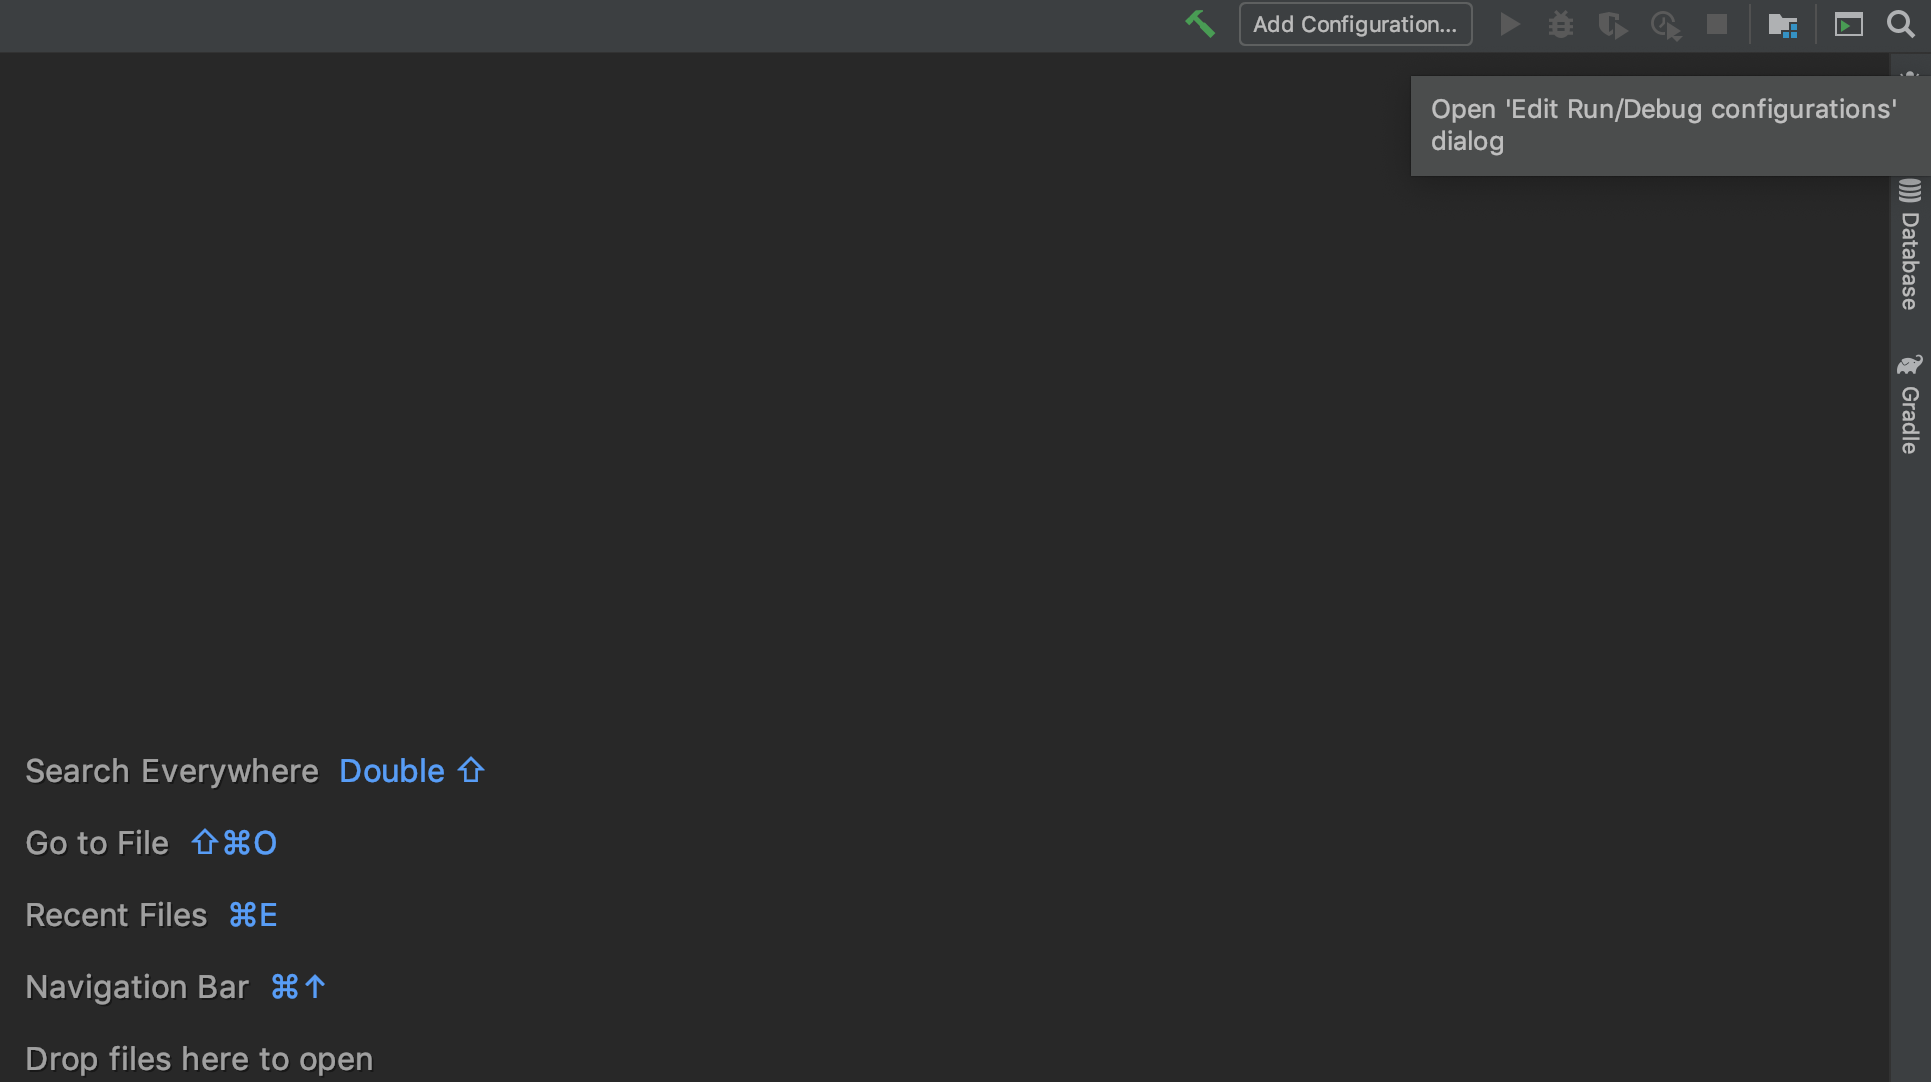 Add Configuration...
Open 'Edit Run/Debug configurations'
dialog
Database
Gradle
Search Everywhere Double ⇧
Go to File ⇧⌘O
Recent Files ⌘E
Navigation Bar ⌘↑
Drop files here to open